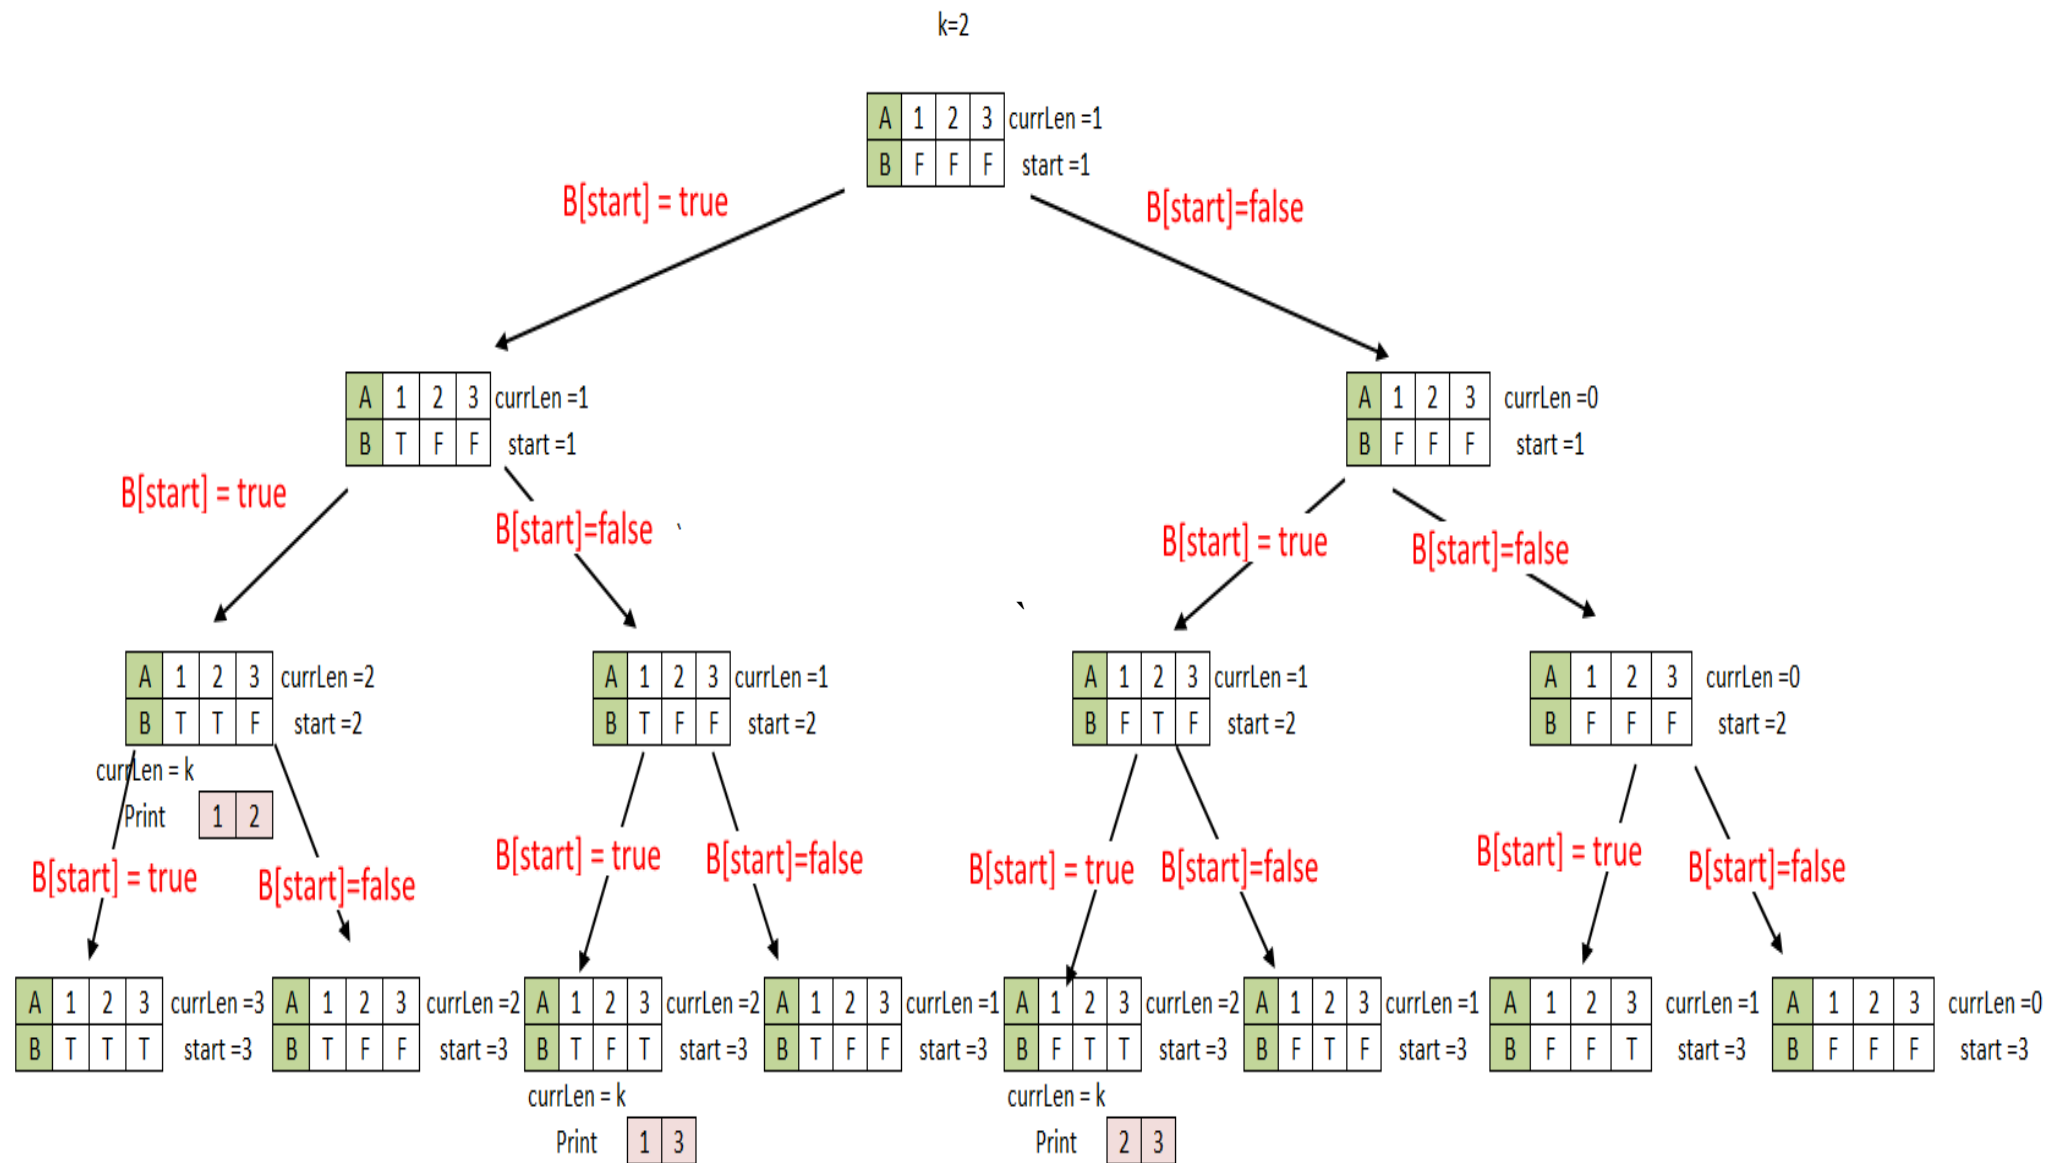 k=2
A 1 2 3 currLen =1
B F F F start =1
B[start] = true
B[start]=false
A 1 2 3 currLen =1
B T F F start =1
A 1 2 3 currLen =0
B F F F start =1
B[start] = true
B[start]=false
B[start] = true
B[start]=false
A 1 2 3 currLen =2
B T T F start =2
currLen = k
Print 1 2
A 1 2 3 currLen =1
B T F F start =2
A 1 2 3 currLen =1
B F T F start =2
A 1 2 3 currLen =0
B F F F start =2
B[start] = true
B[start]=false
B[start] = true
B[start]=false
B[start] = true
B[start]=false
B[start] = true
B[start]=false
A 1 2 3 currLen =3
B T T T start =3
A 1 2 3 currLen =2
B T F F start =3
A 1 2 3 currLen =2
B T F T start =3
currLen = k
Print 1 3
A 1 2 3 currLen =1
B T F F start =3
A 1 2 3 currLen =2
B F T T start =3
currLen = k
Print 2 3
A 1 2 3 currLen =1
B F T F start =3
A 1 2 3 currLen =1
B F F T start =3
A 1 2 3 currLen =0
B F F F start =3